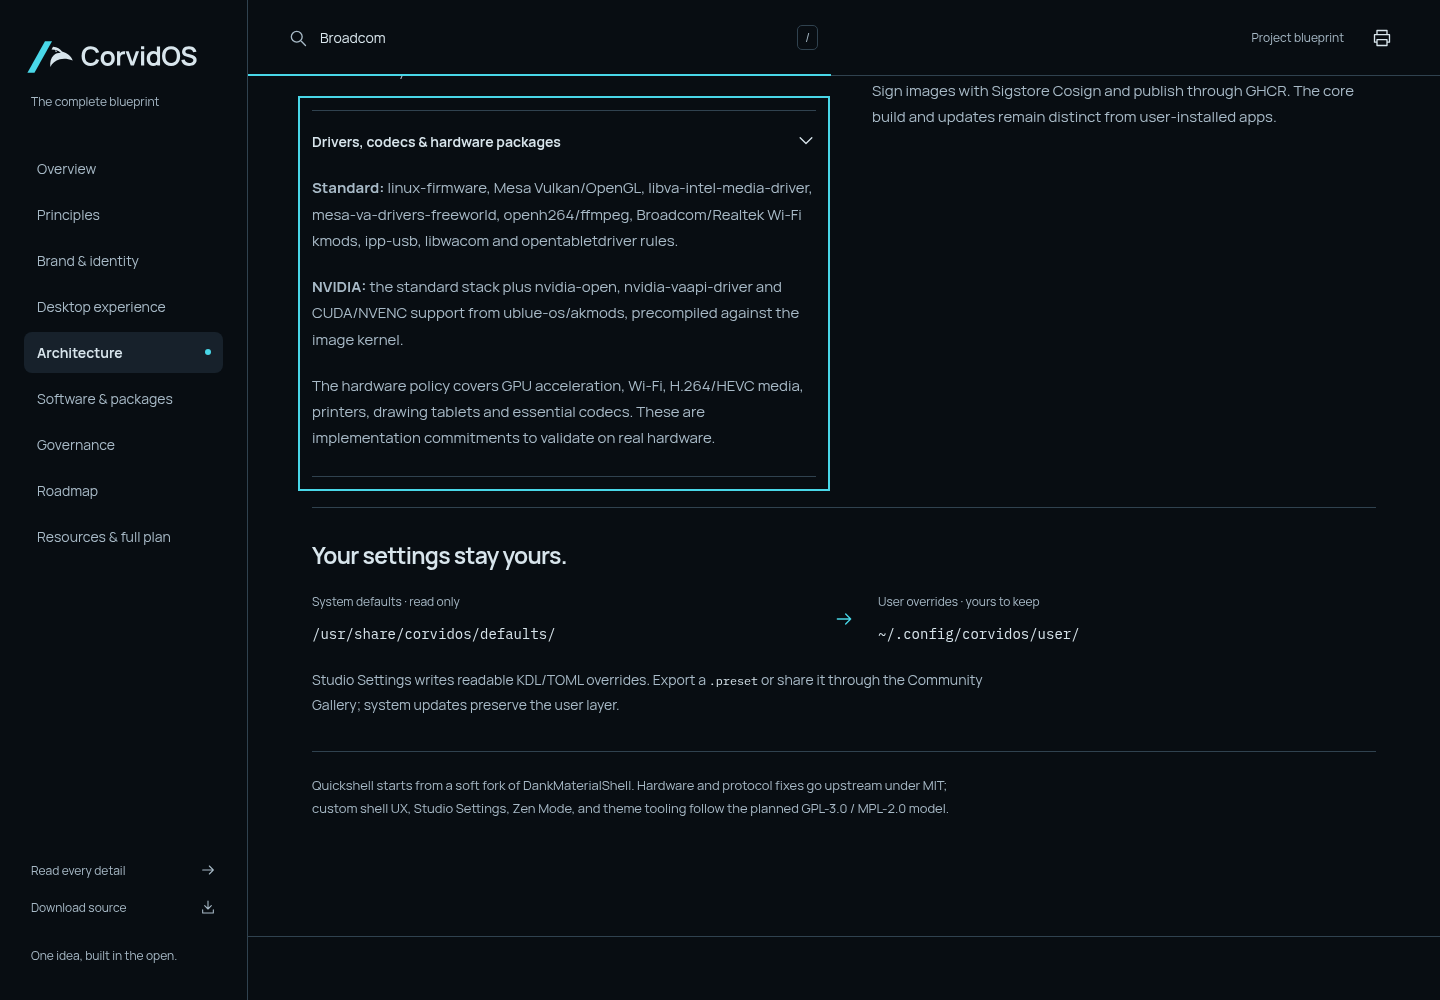 CorvidOS
The complete blueprint
Overview
Principles
Brand & identity
Desktop experience
Architecture
Software & packages
Governance
Roadmap
Resources & full plan
Read every detail
Download source
One idea, built in the open.
Broadcom
/
Project blueprint
Drivers, codecs & hardware packages
Standard: linux-firmware, Mesa Vulkan/OpenGL, libva-intel-media-driver,
mesa-va-drivers-freeworld, openh264/ffmpeg, Broadcom/Realtek Wi-Fi
kmods, ipp-usb, libwacom and opentabletdriver rules.
NVIDIA: the standard stack plus nvidia-open, nvidia-vaapi-driver and
CUDA/NVENC support from ublue-os/akmods, precompiled against the
image kernel.
The hardware policy covers GPU acceleration, Wi-Fi, H.264/HEVC media,
printers, drawing tablets and essential codecs. These are
implementation commitments to validate on real hardware.
Sign images with Sigstore Cosign and publish through GHCR. The core
build and updates remain distinct from user-installed apps.
Your settings stay yours.
System defaults · read only
/usr/share/corvidos/defaults/
User overrides · yours to keep
~/.config/corvidos/user/
Studio Settings writes readable KDL/TOML overrides. Export a .preset or share it through the Community
Gallery; system updates preserve the user layer.
Quickshell starts from a soft fork of DankMaterialShell. Hardware and protocol fixes go upstream under MIT;
custom shell UX, Studio Settings, Zen Mode, and theme tooling follow the planned GPL-3.0 / MPL-2.0 model.